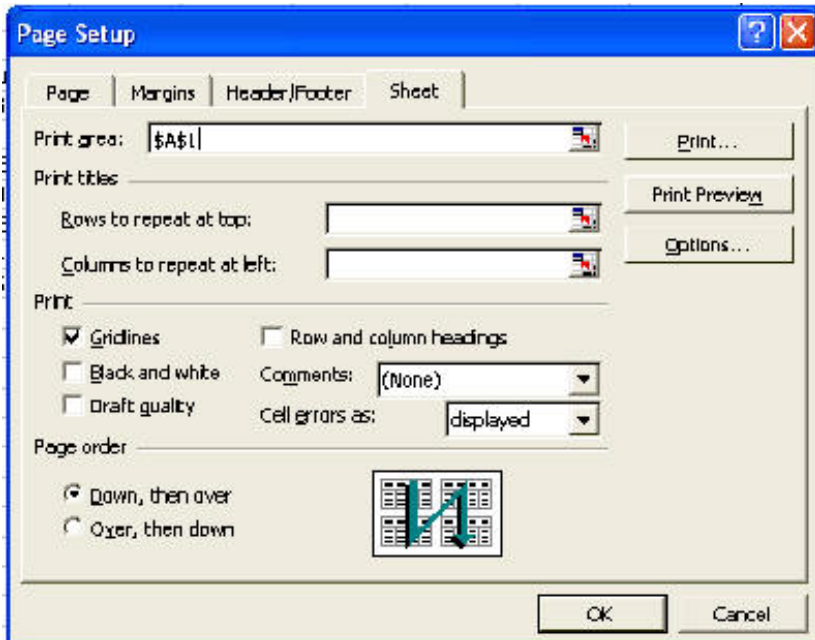 Page Setup
Page Margins Header/Footer Sheet
Print area: $A$1 Print...
Print titles Print Preview
Rows to repeat at top:
Options...
Columns to repeat at left:
Print
Gridlines Row and column headings
Black and white Comments: (None)
Draft quality Cell errors as: displayed
Page order
Down, then over
Over, then down
OK Cancel